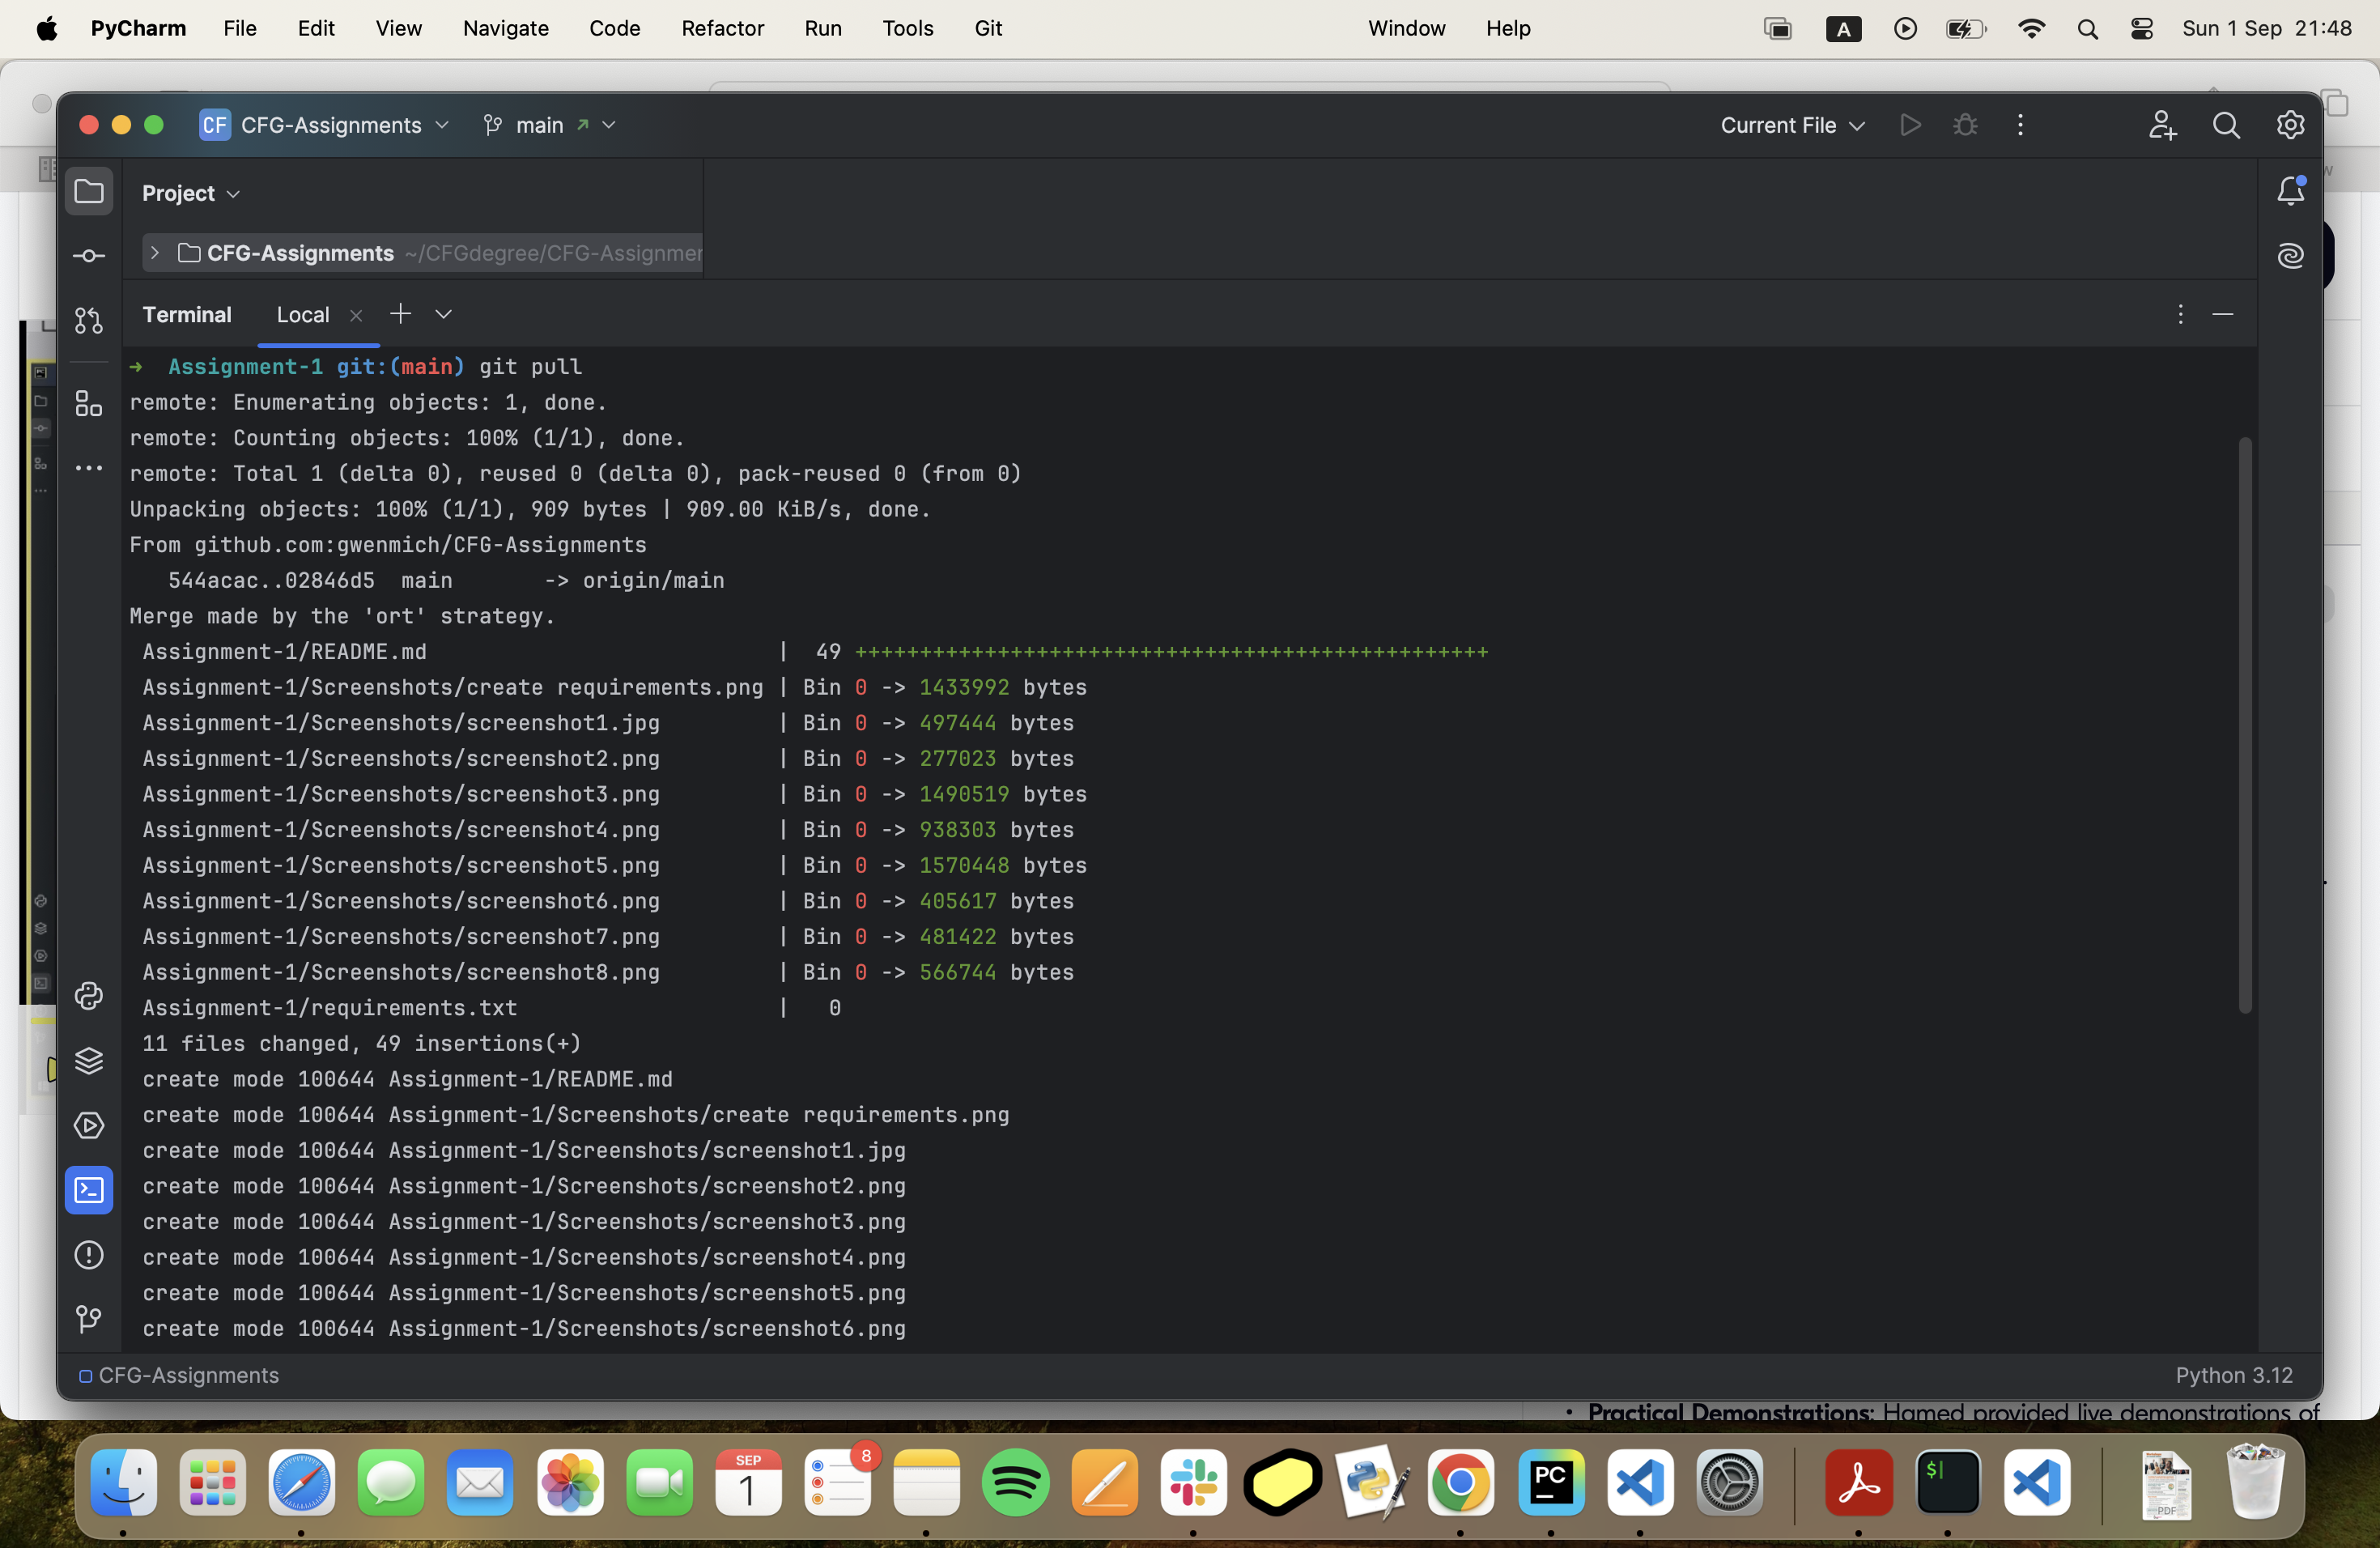 PyCharm File Edit View Navigate Code Refactor Run Tools Git Window Help A Sun 1 Sep 21:48
CF CFG-Assignments main Current File
Project
CFG-Assignments ~/CFGdegree/CFG-Assignmen
Terminal Local
→ Assignment-1 git:(main) git pull
remote: Enumerating objects: 1, done.
remote: Counting objects: 100% (1/1), done.
remote: Total 1 (delta 0), reused 0 (delta 0), pack-reused 0 (from 0)
Unpacking objects: 100% (1/1), 909 bytes | 909.00 KiB/s, done.
From github.com:gwenmich/CFG-Assignments
544acac..02846d5 main -> origin/main
Merge made by the 'ort' strategy.
Assignment-1/README.md | 49 +++++++++++++++++++++++++++++++++++++++++++++++++
Assignment-1/Screenshots/create requirements.png | Bin 0 -> 1433992 bytes
Assignment-1/Screenshots/screenshot1.jpg | Bin 0 -> 497444 bytes
Assignment-1/Screenshots/screenshot2.png | Bin 0 -> 277023 bytes
Assignment-1/Screenshots/screenshot3.png | Bin 0 -> 1490519 bytes
Assignment-1/Screenshots/screenshot4.png | Bin 0 -> 938303 bytes
Assignment-1/Screenshots/screenshot5.png | Bin 0 -> 1570448 bytes
Assignment-1/Screenshots/screenshot6.png | Bin 0 -> 405617 bytes
Assignment-1/Screenshots/screenshot7.png | Bin 0 -> 481422 bytes
Assignment-1/Screenshots/screenshot8.png | Bin 0 -> 566744 bytes
Assignment-1/requirements.txt | 0
11 files changed, 49 insertions(+)
create mode 100644 Assignment-1/README.md
create mode 100644 Assignment-1/Screenshots/create requirements.png
create mode 100644 Assignment-1/Screenshots/screenshot1.jpg
create mode 100644 Assignment-1/Screenshots/screenshot2.png
create mode 100644 Assignment-1/Screenshots/screenshot3.png
create mode 100644 Assignment-1/Screenshots/screenshot4.png
create mode 100644 Assignment-1/Screenshots/screenshot5.png
create mode 100644 Assignment-1/Screenshots/screenshot6.png
CFG-Assignments Python 3.12
• Practical Demonstrations: Hamed provided live demonstrations of
SEP
1
8
PC
$
PDF